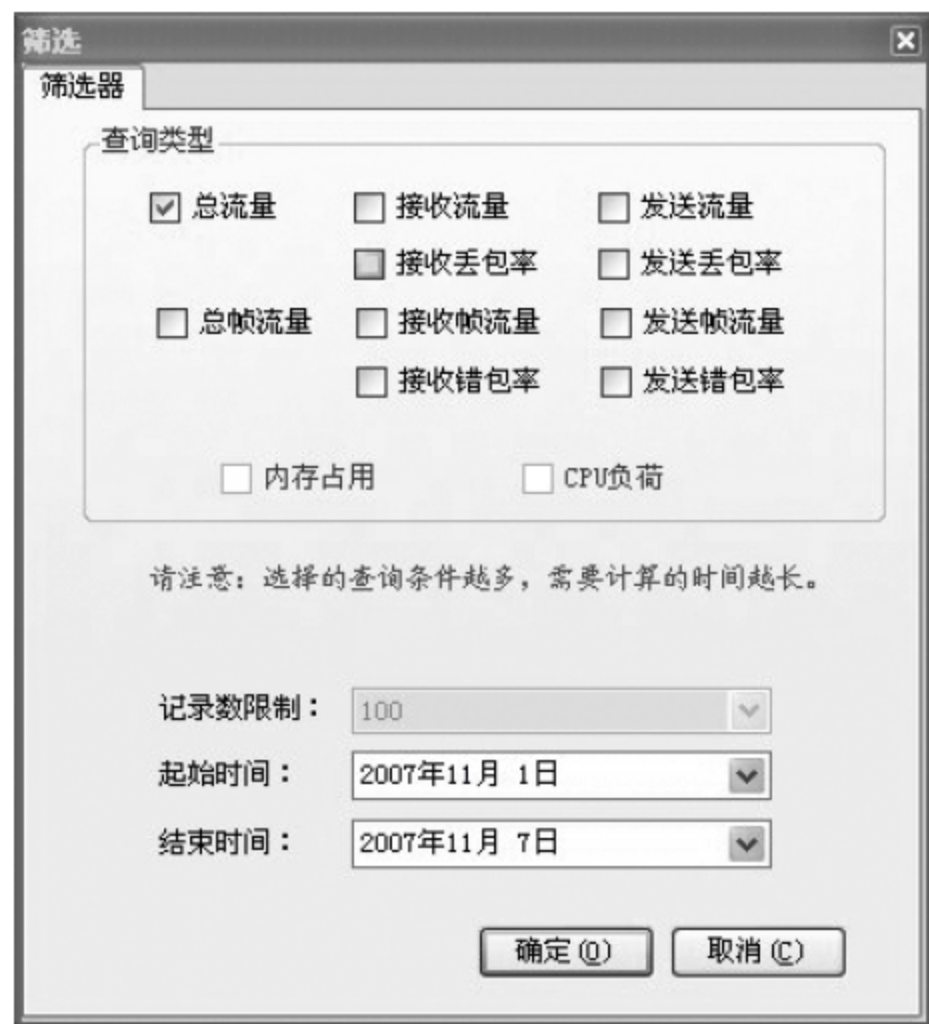 筛选
筛选器
查询类型
总流量 接收流量 发送流量
接收丢包率 发送丢包率
总帧流量 接收帧流量 发送帧流量
接收错包率 发送错包率
内存占用 CPU负荷
请注意：选择的查询条件越多，需要计算的时间越长。
记录数限制： 100
起始时间： 2007年11月 1日
结束时间： 2007年11月 7日
确定(O) 取消(C)